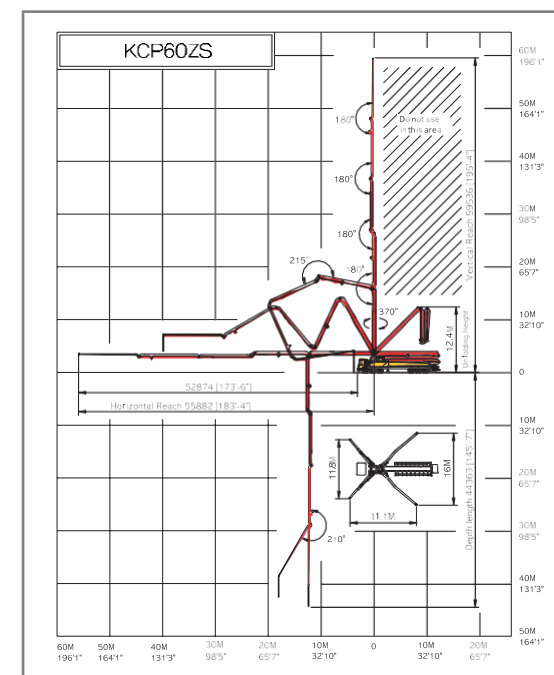 KCP60ZS
60M
196'1"
50M
164'1"
40M
131'3"
30M
98'5"
20M
65'7"
10M
32'10"
0
10M
32'10"
20M
65'7"
30M
98'5"
40M
131'3"
50M
164'1"
Do not use
in this area
180°
180°
180°
180°
215°
370°
210°
Vertical Reach 59536 [195'-4"]
12.4M
Unfolding Height
52874 [173'-6"]
Horizontal Reach 55882 [183'-4"]
11.8M
16M
11.1M
Depth length 44363 [145'-7"]
60M
196'1"
50M
164'1"
40M
131'3"
30M
98'5"
20M
65'7"
10M
32'10"
0
10M
32'10"
20M
65'7"